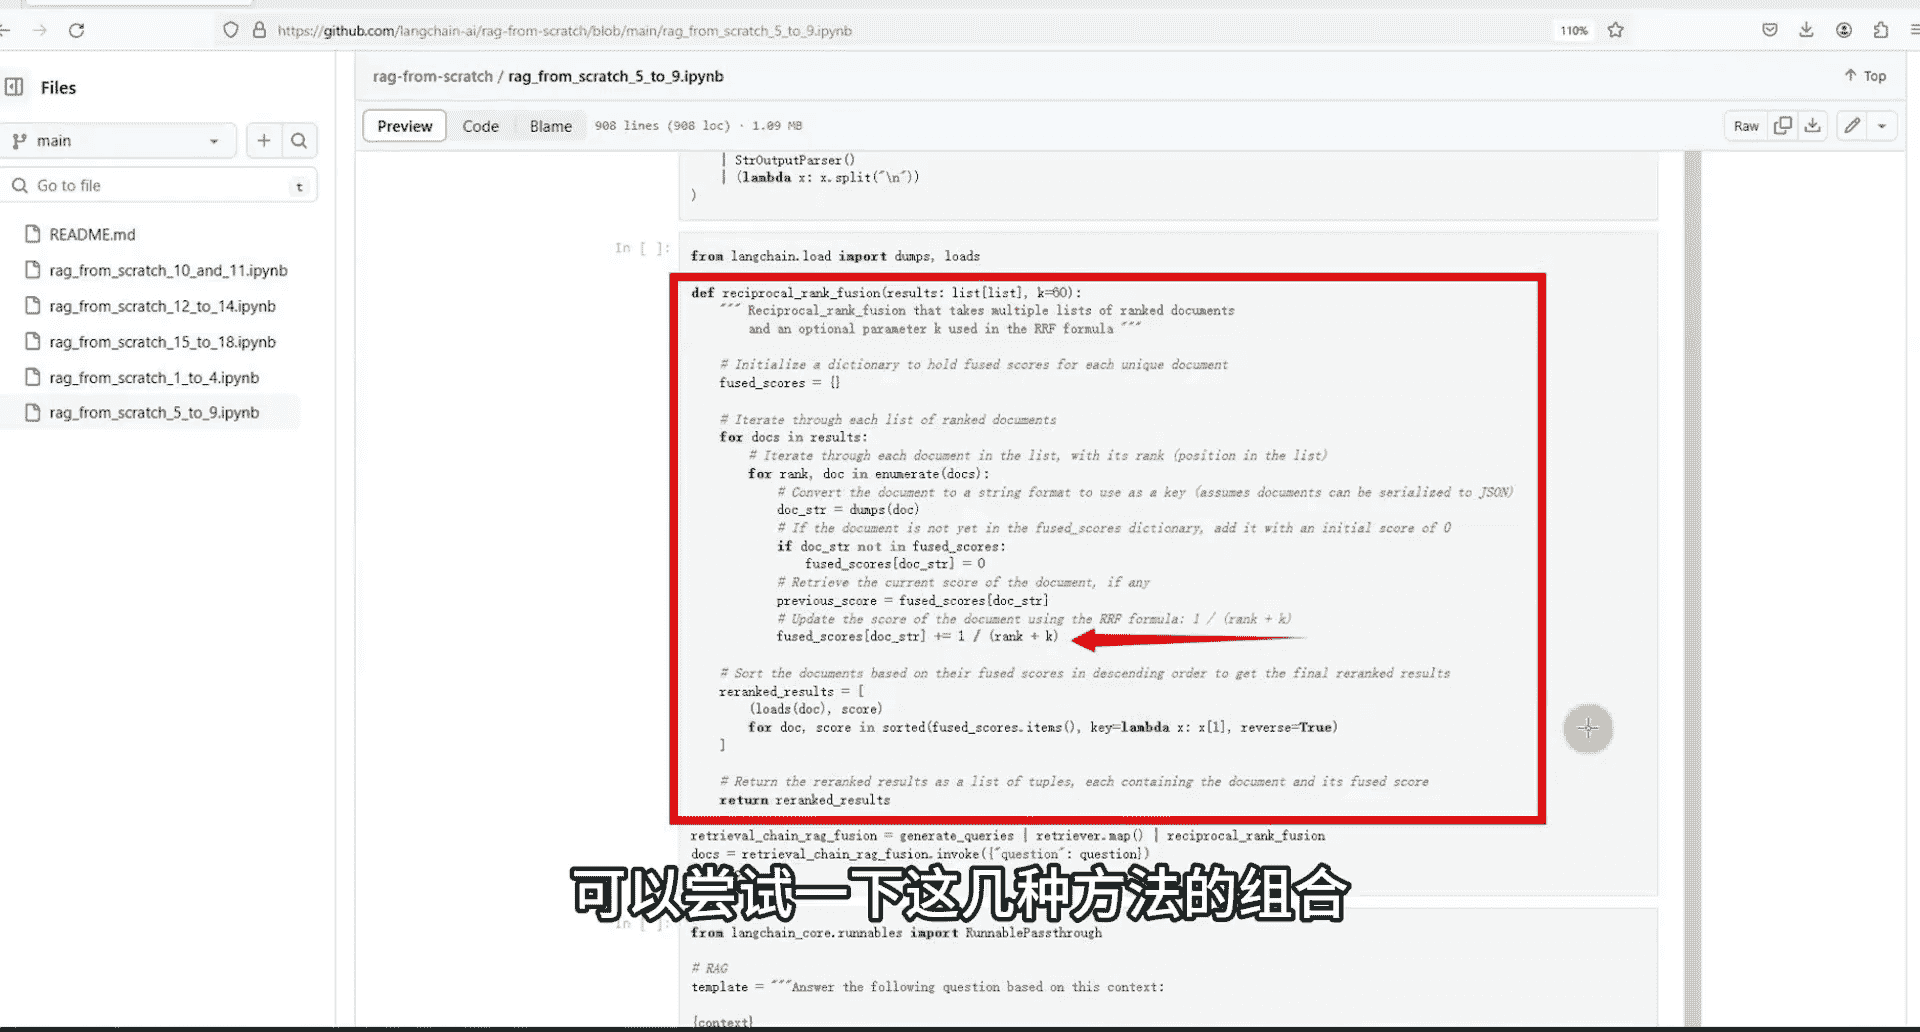 https://github.com/langchain-ai/rag-from-scratch/blob/main/rag_from_scratch_5_to_9.ipynb
110%
Files
main
Go to file
t
README.md
rag_from_scratch_10_and_11.ipynb
rag_from_scratch_12_to_14.ipynb
rag_from_scratch_15_to_18.ipynb
rag_from_scratch_1_to_4.ipynb
rag_from_scratch_5_to_9.ipynb
rag-from-scratch / rag_from_scratch_5_to_9.ipynb
Top
Preview
Code
Blame
908 lines (908 loc) · 1.09 MB
Raw
| StrOutputParser()
| (lambda x: x.split("\n"))
)
In [ ]:
from langchain.load import dumps, loads
def reciprocal_rank_fusion(results: list[list], k=60):
""" Reciprocal_rank_fusion that takes multiple lists of ranked documents
and an optional parameter k used in the RRF formula """
# Initialize a dictionary to hold fused scores for each unique document
fused_scores = {}
# Iterate through each list of ranked documents
for docs in results:
# Iterate through each document in the list, with its rank (position in the list)
for rank, doc in enumerate(docs):
# Convert the document to a string format to use as a key (assumes documents can be serialized to JSON)
doc_str = dumps(doc)
# If the document is not yet in the fused_scores dictionary, add it with an initial score of 0
if doc_str not in fused_scores:
fused_scores[doc_str] = 0
# Retrieve the current score of the document, if any
previous_score = fused_scores[doc_str]
# Update the score of the document using the RRF formula: 1 / (rank + k)
fused_scores[doc_str] += 1 / (rank + k)
# Sort the documents based on their fused scores in descending order to get the final reranked results
reranked_results = [
(loads(doc), score)
for doc, score in sorted(fused_scores.items(), key=lambda x: x[1], reverse=True)
]
# Return the reranked results as a list of tuples, each containing the document and its fused score
return reranked_results
retrieval_chain_rag_fusion = generate_queries | retriever.map() | reciprocal_rank_fusion
docs = retrieval_chain_rag_fusion.invoke({"question": question})
可以尝试一下这几种方法的组合
In [ ]:
from langchain_core.runnables import RunnablePassthrough
# RAG
template = """Answer the following question based on this context:
{context}